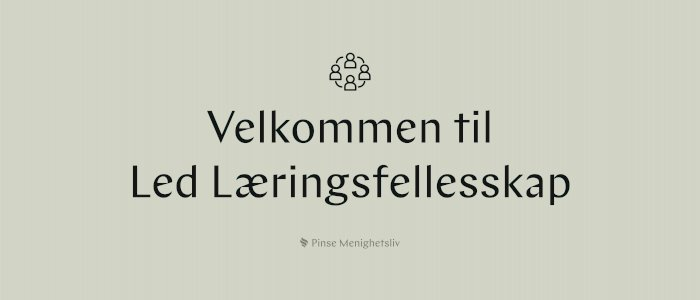 Velkommen til
Led Læringsfellesskap
Pinse Menighetsliv